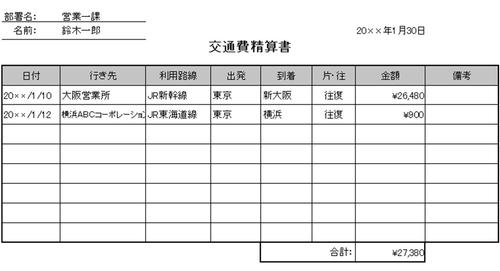 部署名: 営業一課
名前: 鈴木一郎
20××年1月30日
交通費精算書
日付 行き先 利用路線 出発 到着 片・往 金額 備考
20××/1/10 大阪営業所 JR新幹線 東京 新大阪 往復 ¥26,480
20××/1/12 横浜ABCコーポレーション JR東海道線 東京 横浜 往復 ¥900
合計: ¥27,380